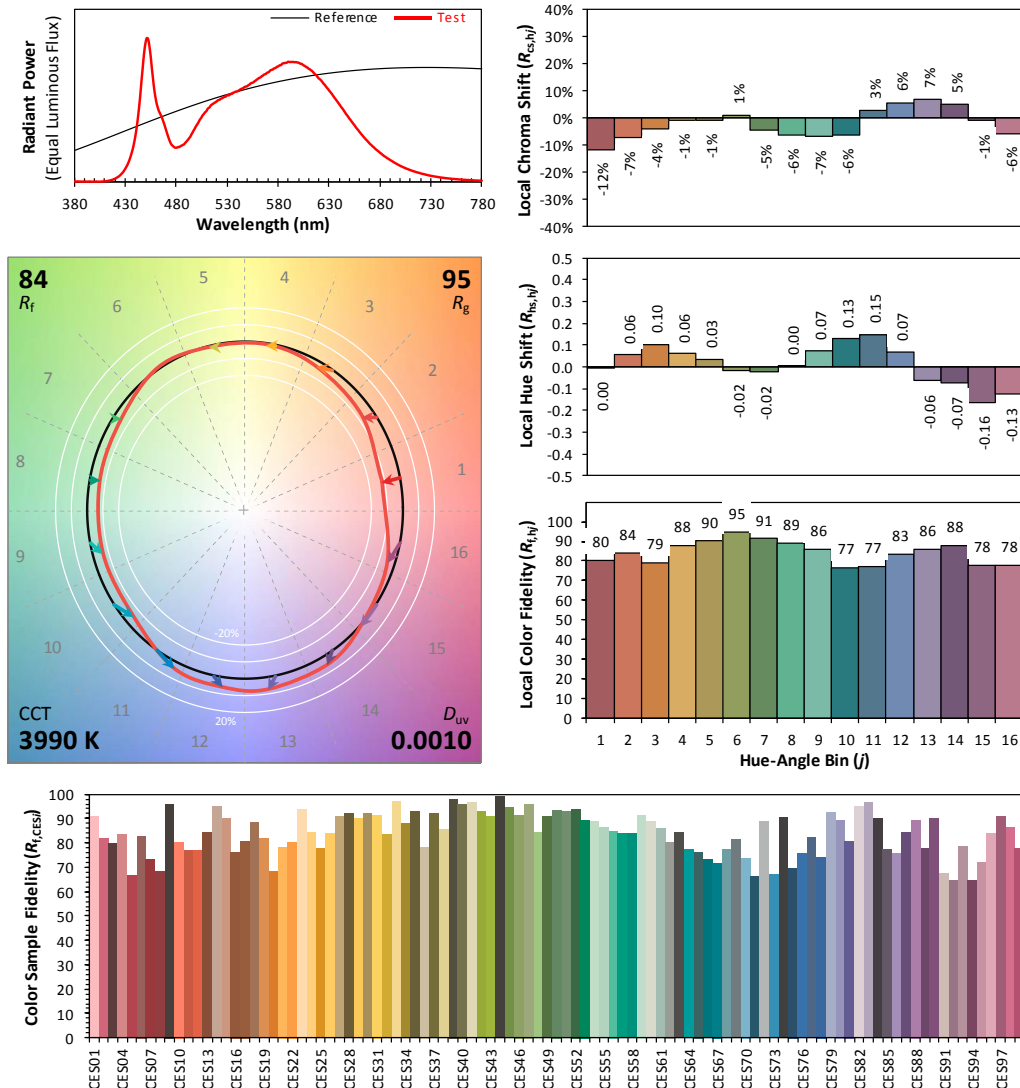 Radiant Power
(Equal Luminous Flux)
Reference
Test
380 430 480 530 580 630 680 730 780
Wavelength (nm)
Local Chroma Shift (Rcs,hj)
40%
30%
20%
10%
0%
-10%
-20%
-30%
-40%
-12% -7% -4% -1% -1% 1% -5% -6% -7% -6% 3% 6% 7% 5% -1% -6%
84
Rf
95
Rg
5 4
6 3
7 2
8 1
9 16
10 15
11 14
12 13
-20%
20%
CCT
3990 K
Duv
0.0010
Local Hue Shift (Rhs,hj)
0.5
0.4
0.3
0.2
0.1
0.0
-0.1
-0.2
-0.3
-0.4
-0.5
0.00 0.06 0.10 0.06 0.03 -0.02 -0.02 0.00 0.07 0.13 0.15 0.07 -0.06 -0.07 -0.16 -0.13
Local Color Fidelity (Rf,hj)
100
90
80
70
60
50
40
30
20
10
0
80 84 79 88 90 95 91 89 86 77 77 83 86 88 78 78
1 2 3 4 5 6 7 8 9 10 11 12 13 14 15 16
Hue-Angle Bin (j)
Color Sample Fidelity (Rf,CESi)
100
90
80
70
60
50
40
30
20
10
0
CES01 CES04 CES07 CES10 CES13 CES16 CES19 CES22 CES25 CES28 CES31 CES34 CES37 CES40 CES43 CES46 CES49 CES52 CES55 CES58 CES61 CES64 CES67 CES70 CES73 CES76 CES79 CES82 CES85 CES88 CES91 CES94 CES97